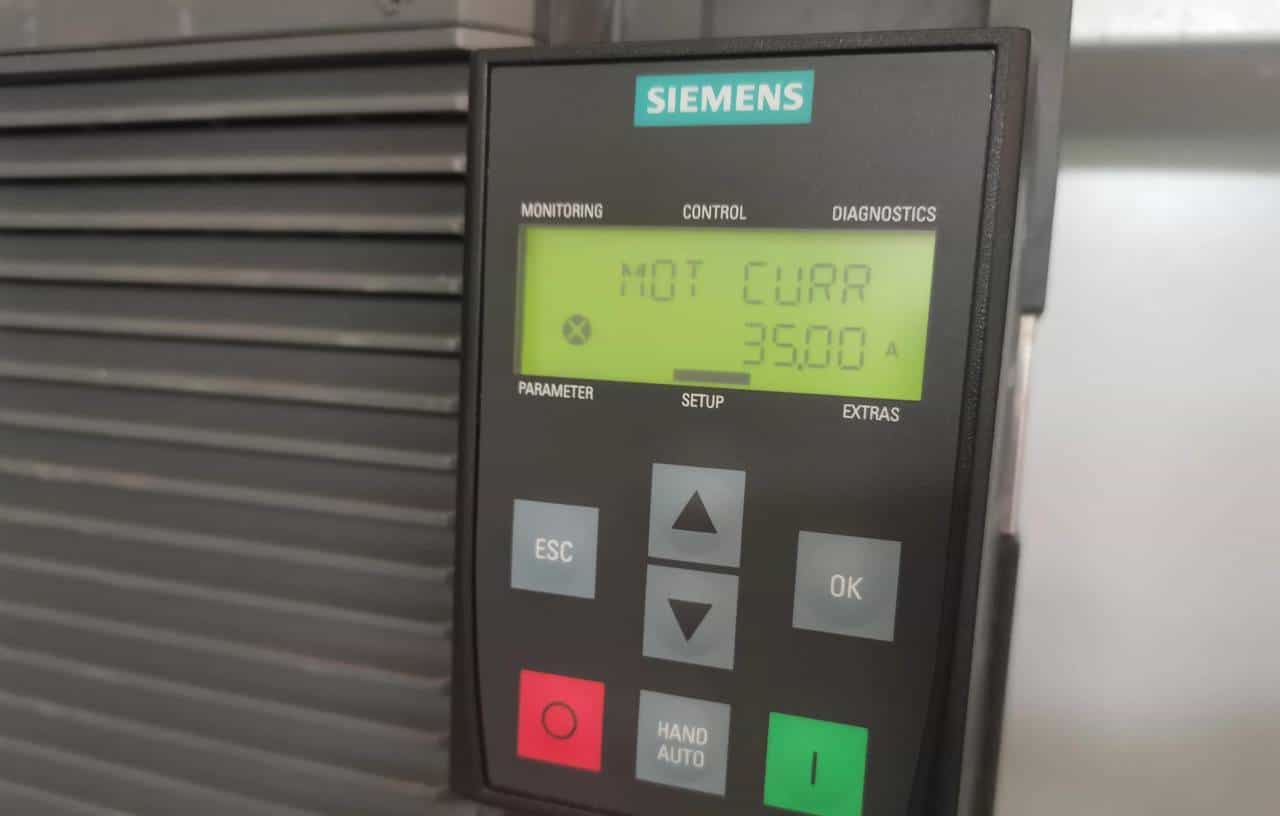 SIEMENS
MONITORING CONTROL DIAGNOSTICS
MOT CURR
35.00 A
PARAMETER SETUP EXTRAS
ESC
OK
HAND
AUTO